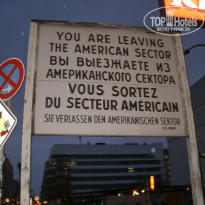 TOP HOTELS
YOU ARE LEAVING
THE AMERICAN SECTOR
ВЫ ВЫЕЗЖАЕТЕ ИЗ
АМЕРИКАНСКОГО СЕКТОРА
VOUS SORTEZ
DU SECTEUR AMÉRICAIN
SIE VERLASSEN DEN AMERIKANISCHEN SEKTOR